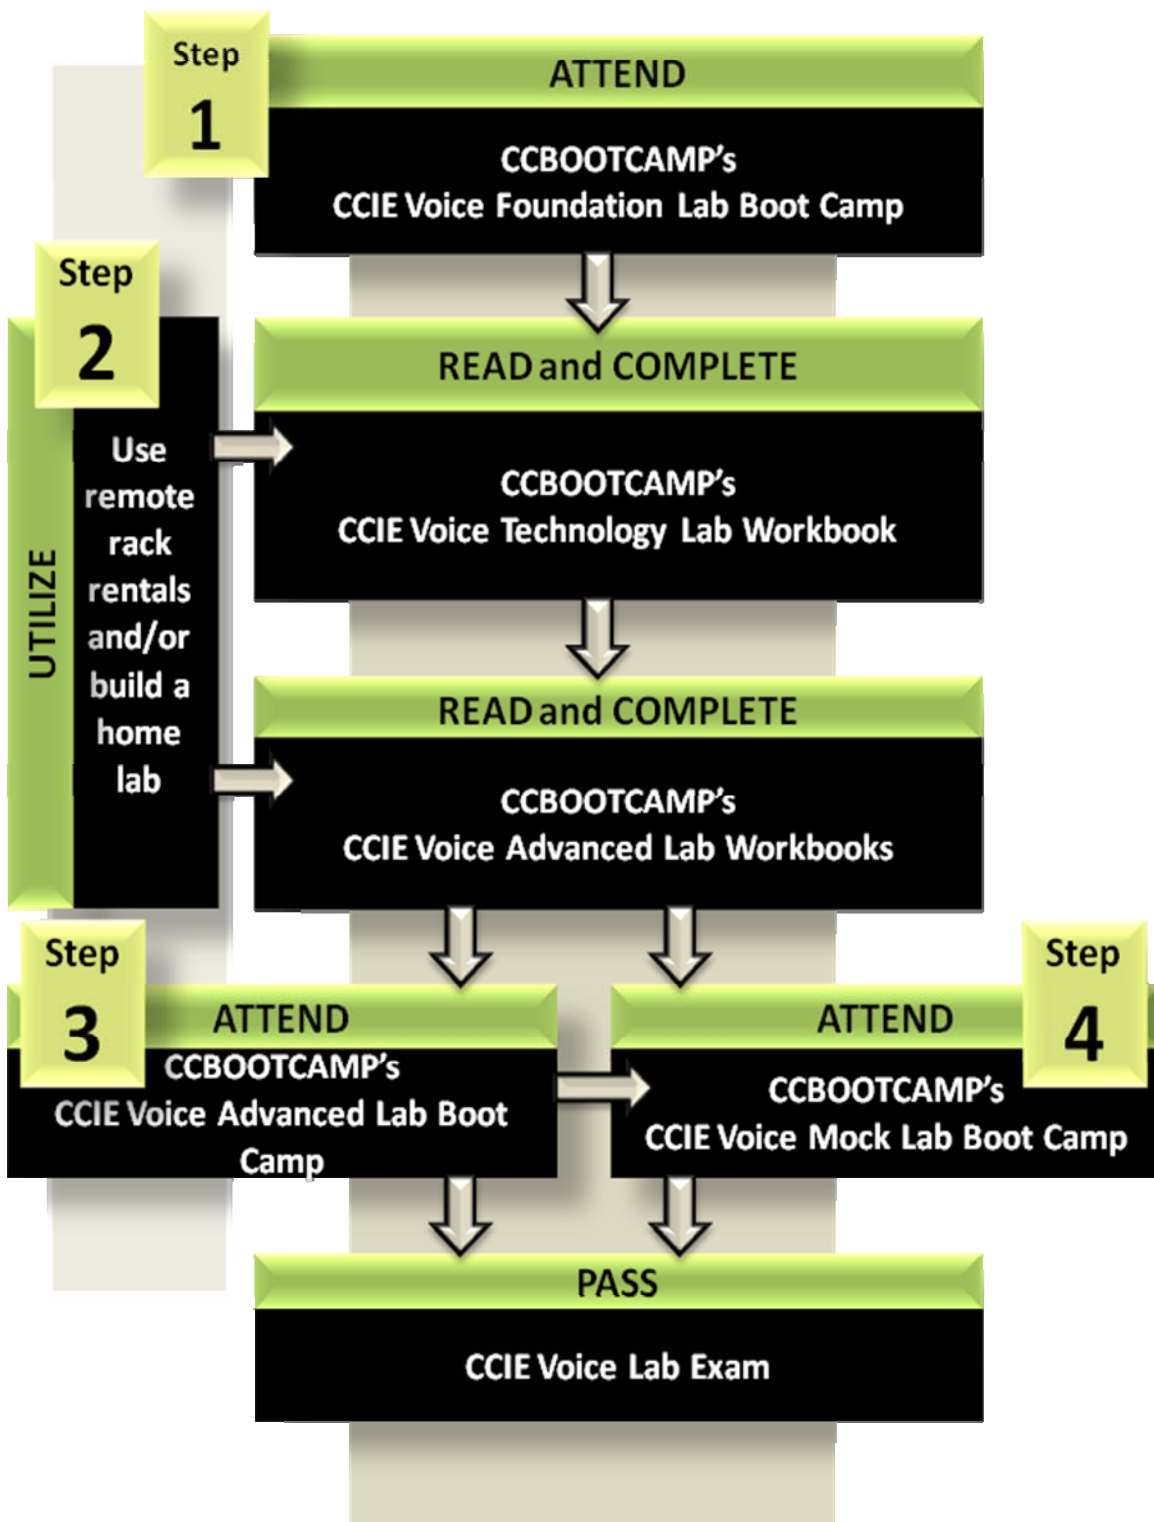 Step
1
ATTEND
CCBOOTCAMP's
CCIE Voice Foundation Lab Boot Camp
Step
2
UTILIZE
Use
remote
rack
rentals
and/or
build a
home
lab
READ and COMPLETE
CCBOOTCAMP's
CCIE Voice Technology Lab Workbook
READ and COMPLETE
CCBOOTCAMP's
CCIE Voice Advanced Lab Workbooks
Step
3
ATTEND
CCBOOTCAMP's
CCIE Voice Advanced Lab Boot
Camp
Step
4
ATTEND
CCBOOTCAMP's
CCIE Voice Mock Lab Boot Camp
PASS
CCIE Voice Lab Exam